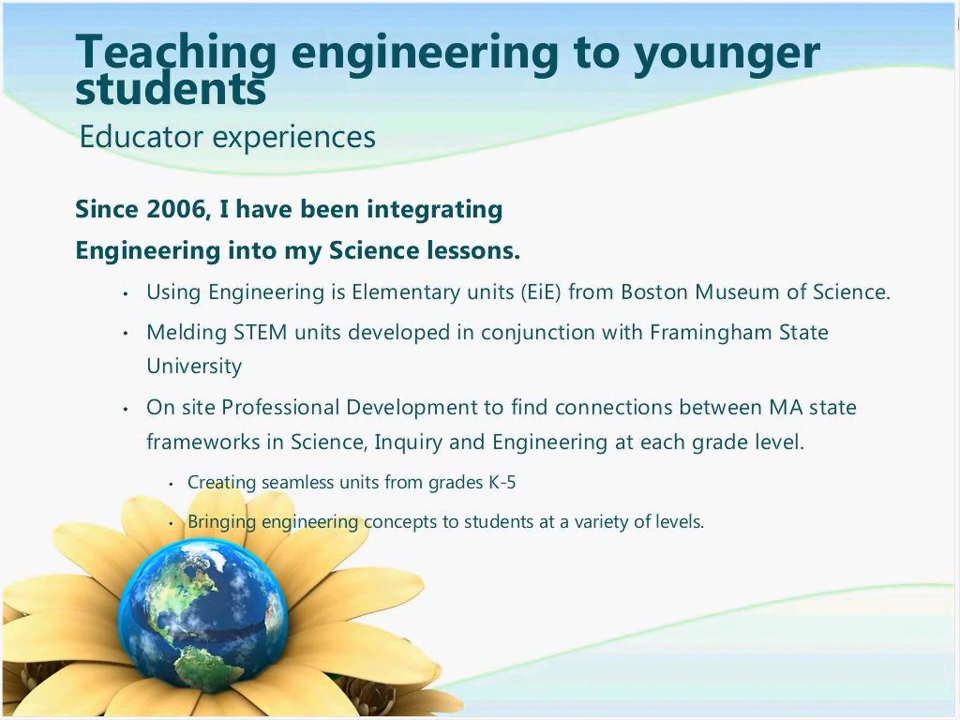 Teaching engineering to younger
students
Educator experiences
Since 2006, I have been integrating
Engineering into my Science lessons.
• Using Engineering is Elementary units (EiE) from Boston Museum of Science.
• Melding STEM units developed in conjunction with Framingham State
University
• On site Professional Development to find connections between MA state
frameworks in Science, Inquiry and Engineering at each grade level.
• Creating seamless units from grades K-5
• Bringing engineering concepts to students at a variety of levels.